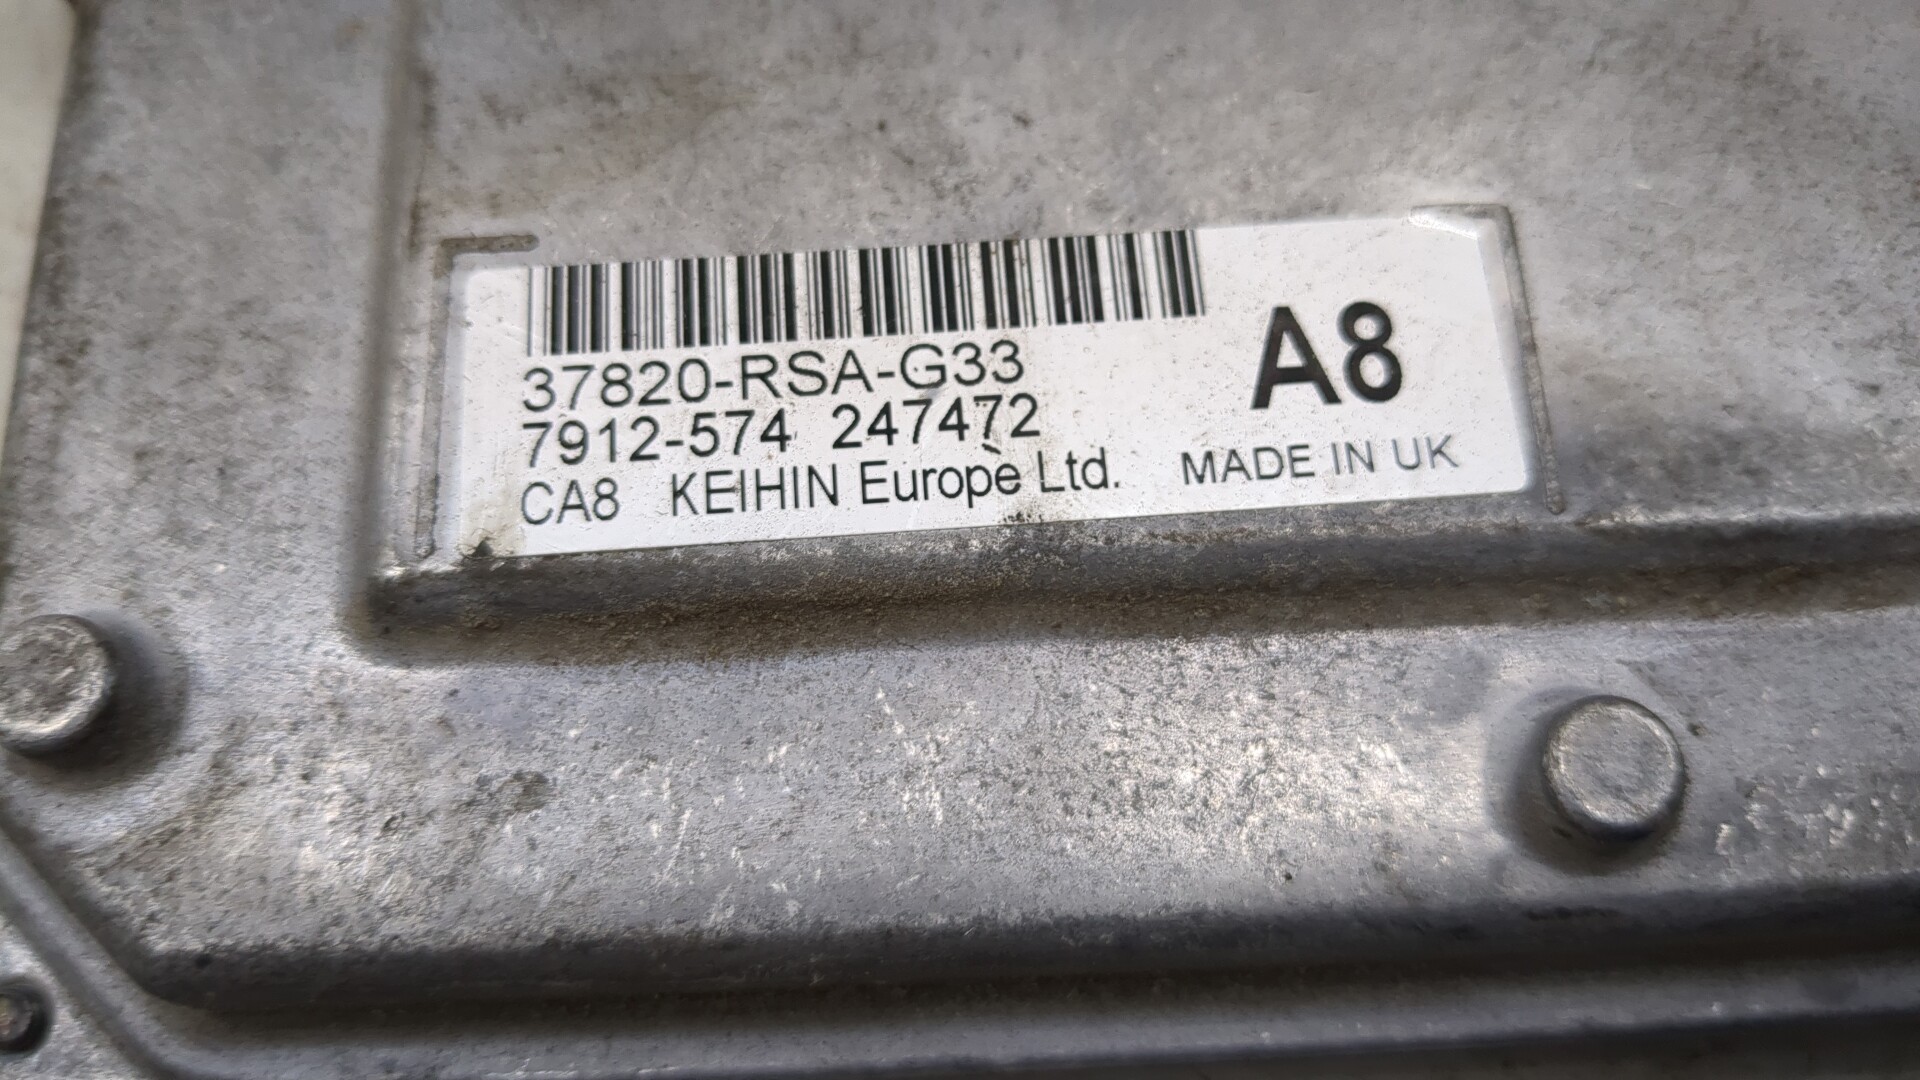 37820-RSA-G33
7912-574 247472
CA8 KEIHIN Europe Ltd. MADE IN UK
A8